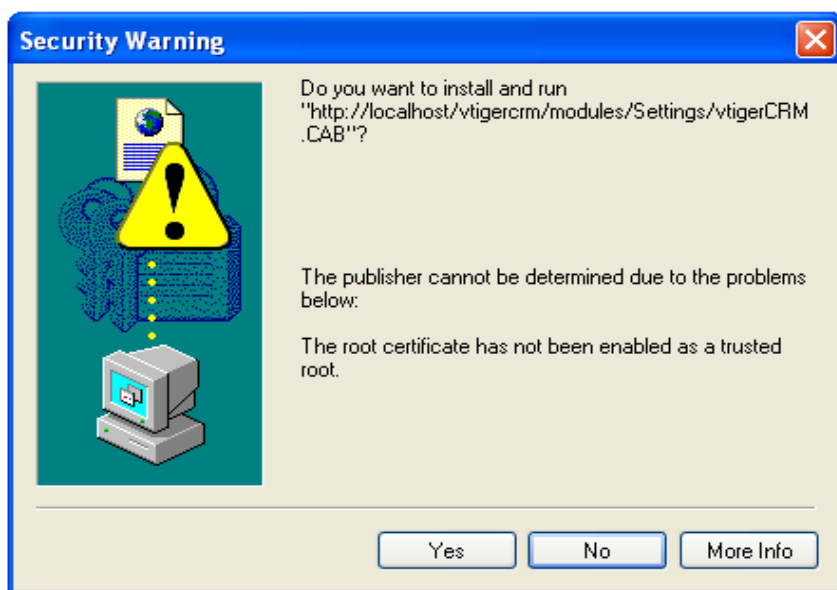 Security Warning
Do you want to install and run
"http://localhost/vtigercrm/modules/Settings/vtigerCRM
.CAB"?
The publisher cannot be determined due to the problems
below:
The root certificate has not been enabled as a trusted
root.
Yes
No
More Info